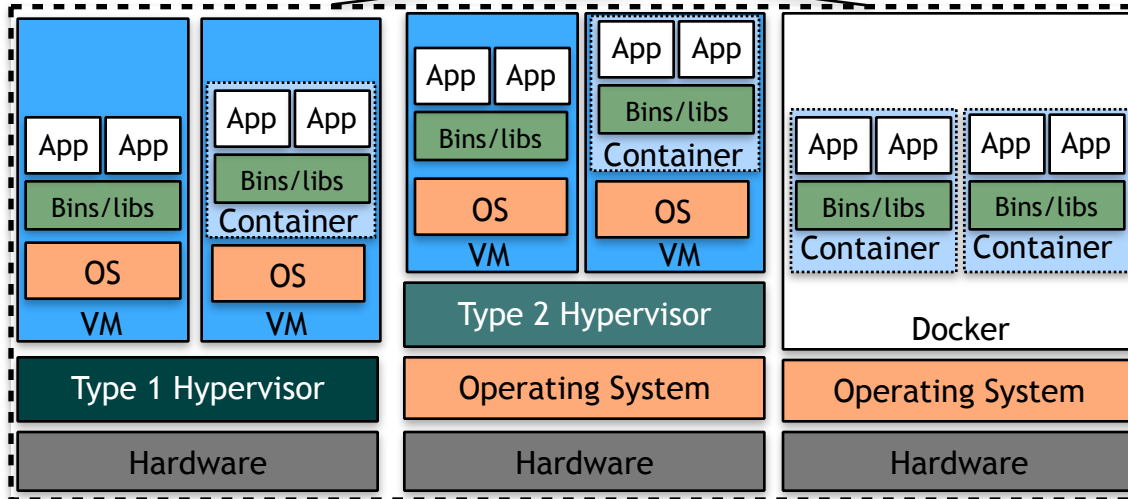 App App
Bins/libs
OS
VM
App App
Bins/libs
Container
OS
VM
Type 1 Hypervisor
Hardware
App App
Bins/libs
OS
VM
App App
Bins/libs
Container
OS
VM
Type 2 Hypervisor
Operating System
Hardware
App App
Bins/libs
Container
App App
Bins/libs
Container
Docker
Operating System
Hardware